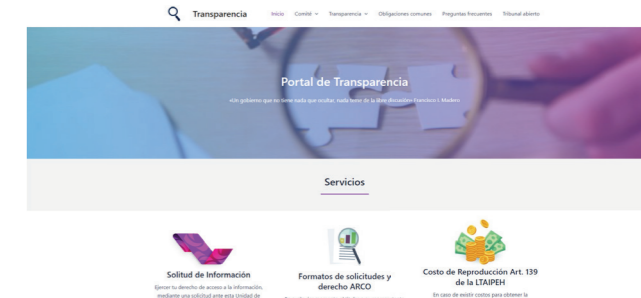 Transparencia Inicio Comité Transparencia Obligaciones comunes Preguntas frecuentes Tribunal abierto
Portal de Transparencia
«Un gobierno que no tiene nada que ocultar, nada teme de la libre discusión» Francisco I. Madero
Servicios
Solitud de Información
Ejercer tu derecho de acceso a la información,
mediante una solicitud ante esta Unidad de
Formatos de solicitudes y
derecho ARCO
Costo de Reproducción Art. 139
de la LTAIPEH
En caso de existir costos para obtener la